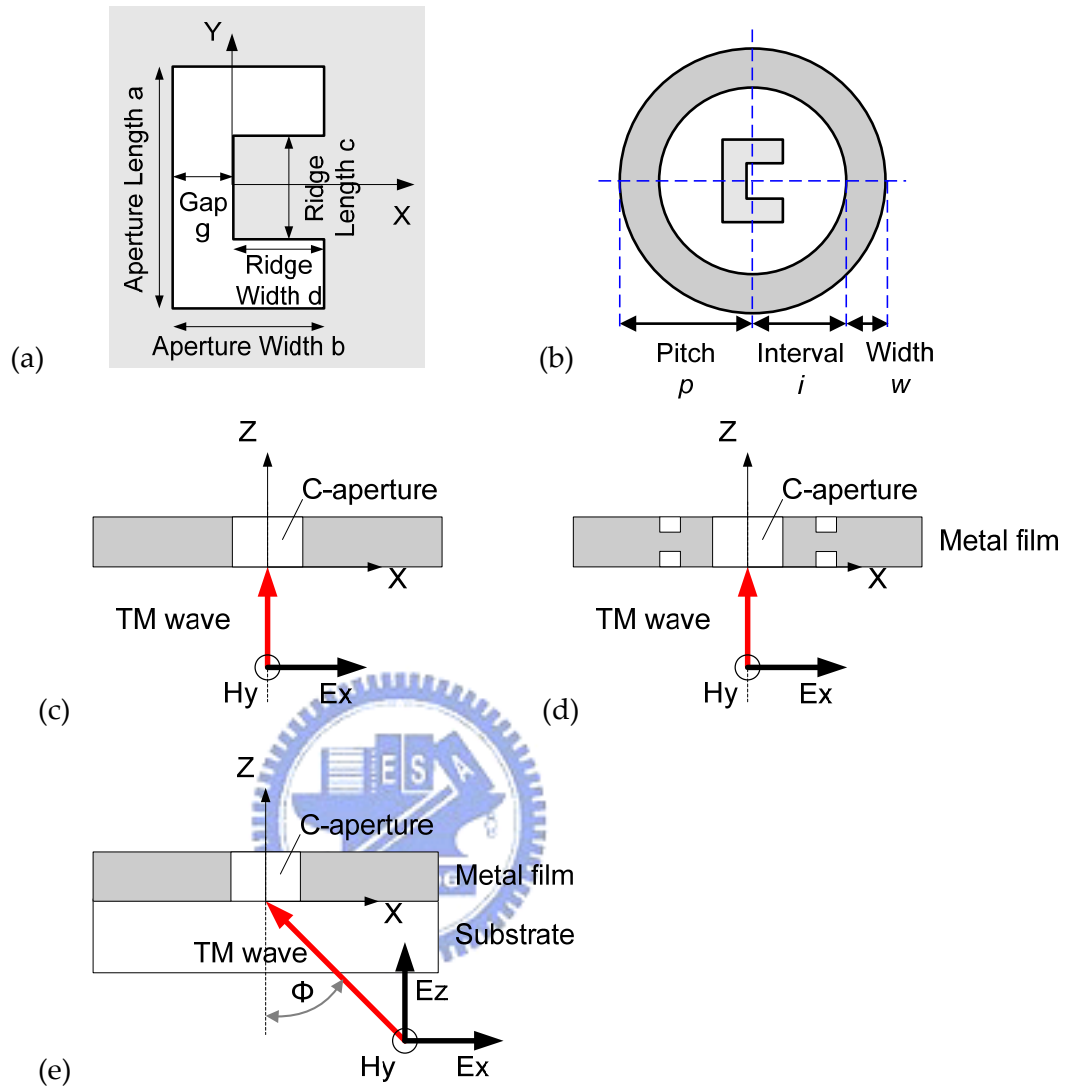 Y
Aperture Length a
Gap
g
Ridge
Length c
X
Ridge
Width d
Aperture Width b
(a)
Pitch
p
Interval
i
Width
w
(b)
Z
C-aperture
X
TM wave
Hy
Ex
(c)
Z
C-aperture
Metal film
X
TM wave
Hy
Ex
(d)
Z
C-aperture
Metal film
X
Substrate
TM wave
Φ
Ez
Hy
Ex
(e)
E S A